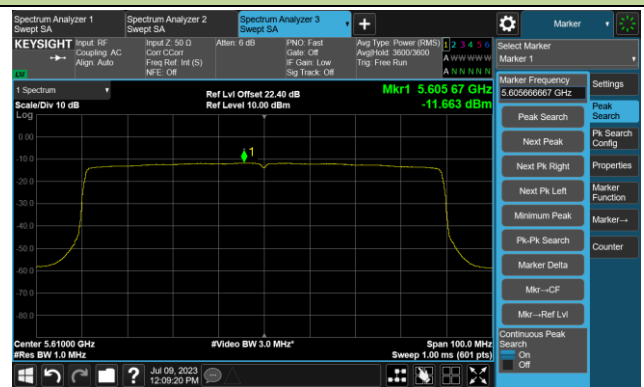 Spectrum Analyzer 1
Swept SA
Spectrum Analyzer 2
Swept SA
Spectrum Analyzer 3
Swept SA
Marker
KEYSIGHT
Input: RF
Coupling: AC
Align: Auto
Input Z: 50 Ω
Corr CCorr
Freq Ref: Int (S)
NFE: Off
Atten: 6 dB
PNO: Fast
Gate: Off
IF Gain: Low
Sig Track: Off
Avg Type: Power (RMS)
Avg|Hold: 3600/3600
Trig: Free Run
1 2 3 4 5 6
A W W W W W
A N N N N N
LW
Select Marker
Marker 1
1 Spectrum
Scale/Div 10 dB
Ref Lvl Offset 22.40 dB
Ref Level 10.00 dBm
Mkr1 5.605 67 GHz
-11.663 dBm
Log
0.00
-10.0
-20.0
-30.0
-40.0
-50.0
-60.0
-70.0
-80.0
1
Center 5.61000 GHz
#Res BW 1.0 MHz
#Video BW 3.0 MHz*
Span 100.0 MHz
Sweep 1.00 ms (601 pts)
Marker Frequency
5.605666667 GHz
Peak Search
Next Peak
Next Pk Right
Next Pk Left
Minimum Peak
Pk-Pk Search
Marker Delta
Mkr→CF
Mkr→Ref Lvl
Continuous Peak
Search
On
Off
Settings
Peak
Search
Pk Search
Config
Properties
Marker
Function
Marker→
Counter
Jul 09, 2023
12:09:20 PM